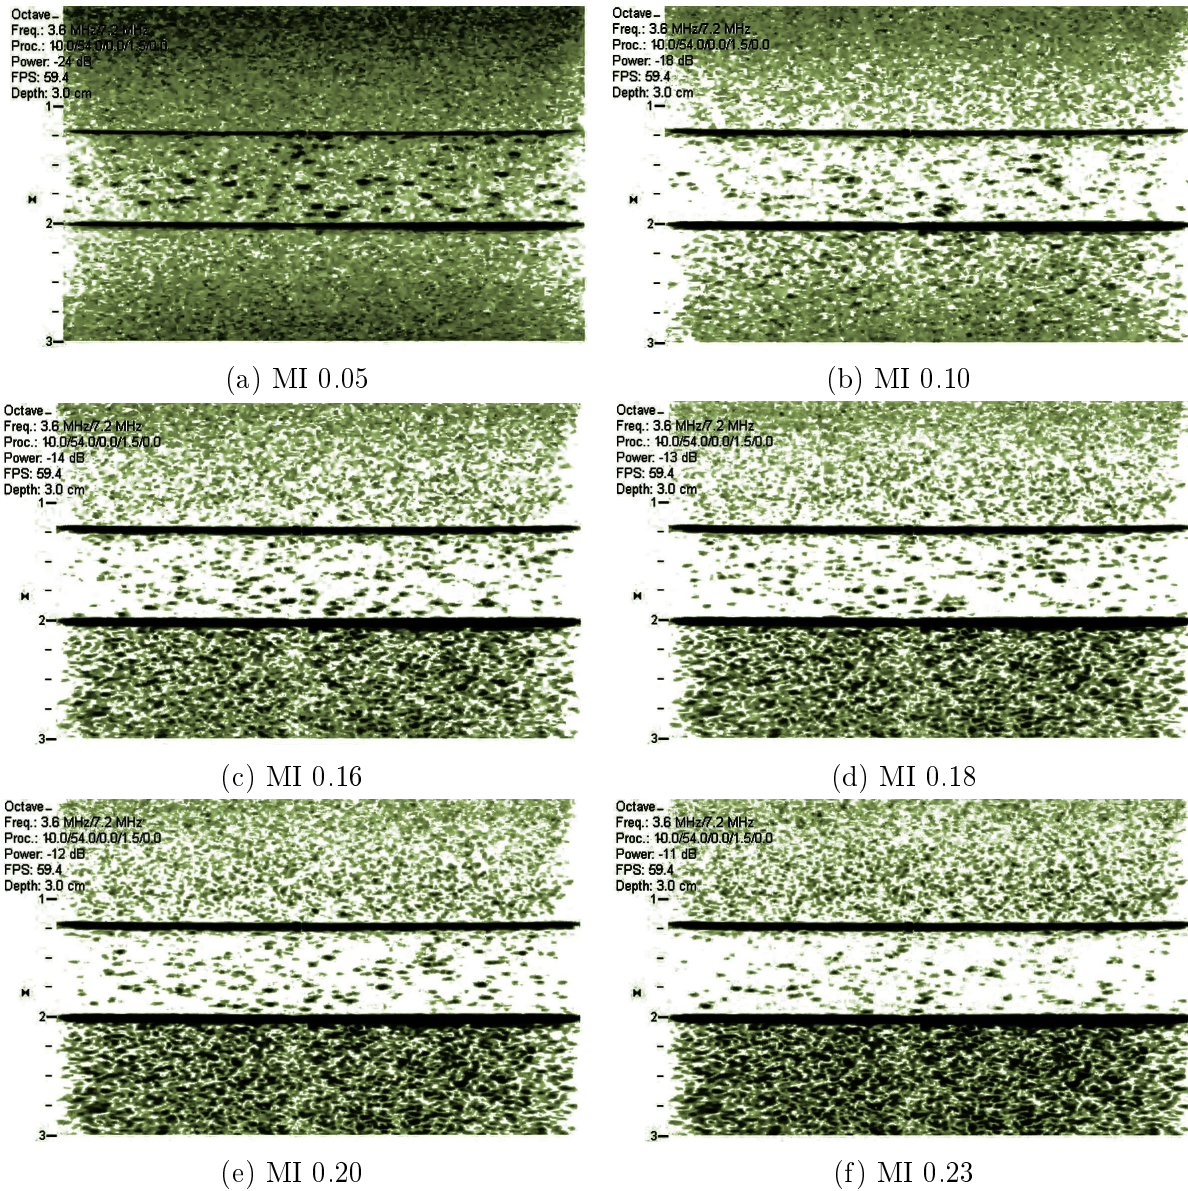 Octave
Freq.: 3.6 MHz/7.2 MHz
Proc.: 10.0/54.0/0.0/1.5/0.0
Power: -24 dB
FPS: 59.4
Depth: 3.0 cm
1
2
3
(a) MI 0.05
Octave
Freq.: 3.6 MHz/7.2 MHz
Proc.: 10.0/54.0/0.0/1.5/0.0
Power: -18 dB
FPS: 59.4
Depth: 3.0 cm
1
2
3
(b) MI 0.10
Octave
Freq.: 3.6 MHz/7.2 MHz
Proc.: 10.0/54.0/0.0/1.5/0.0
Power: -14 dB
FPS: 59.4
Depth: 3.0 cm
1
2
3
(c) MI 0.16
Octave
Freq.: 3.6 MHz/7.2 MHz
Proc.: 10.0/54.0/0.0/1.5/0.0
Power: -13 dB
FPS: 59.4
Depth: 3.0 cm
1
2
3
(d) MI 0.18
Octave
Freq.: 3.6 MHz/7.2 MHz
Proc.: 10.0/54.0/0.0/1.5/0.0
Power: -12 dB
FPS: 59.4
Depth: 3.0 cm
1
2
3
(e) MI 0.20
Octave
Freq.: 3.6 MHz/7.2 MHz
Proc.: 10.0/54.0/0.0/1.5/0.0
Power: -11 dB
FPS: 59.4
Depth: 3.0 cm
1
2
3
(f) MI 0.23